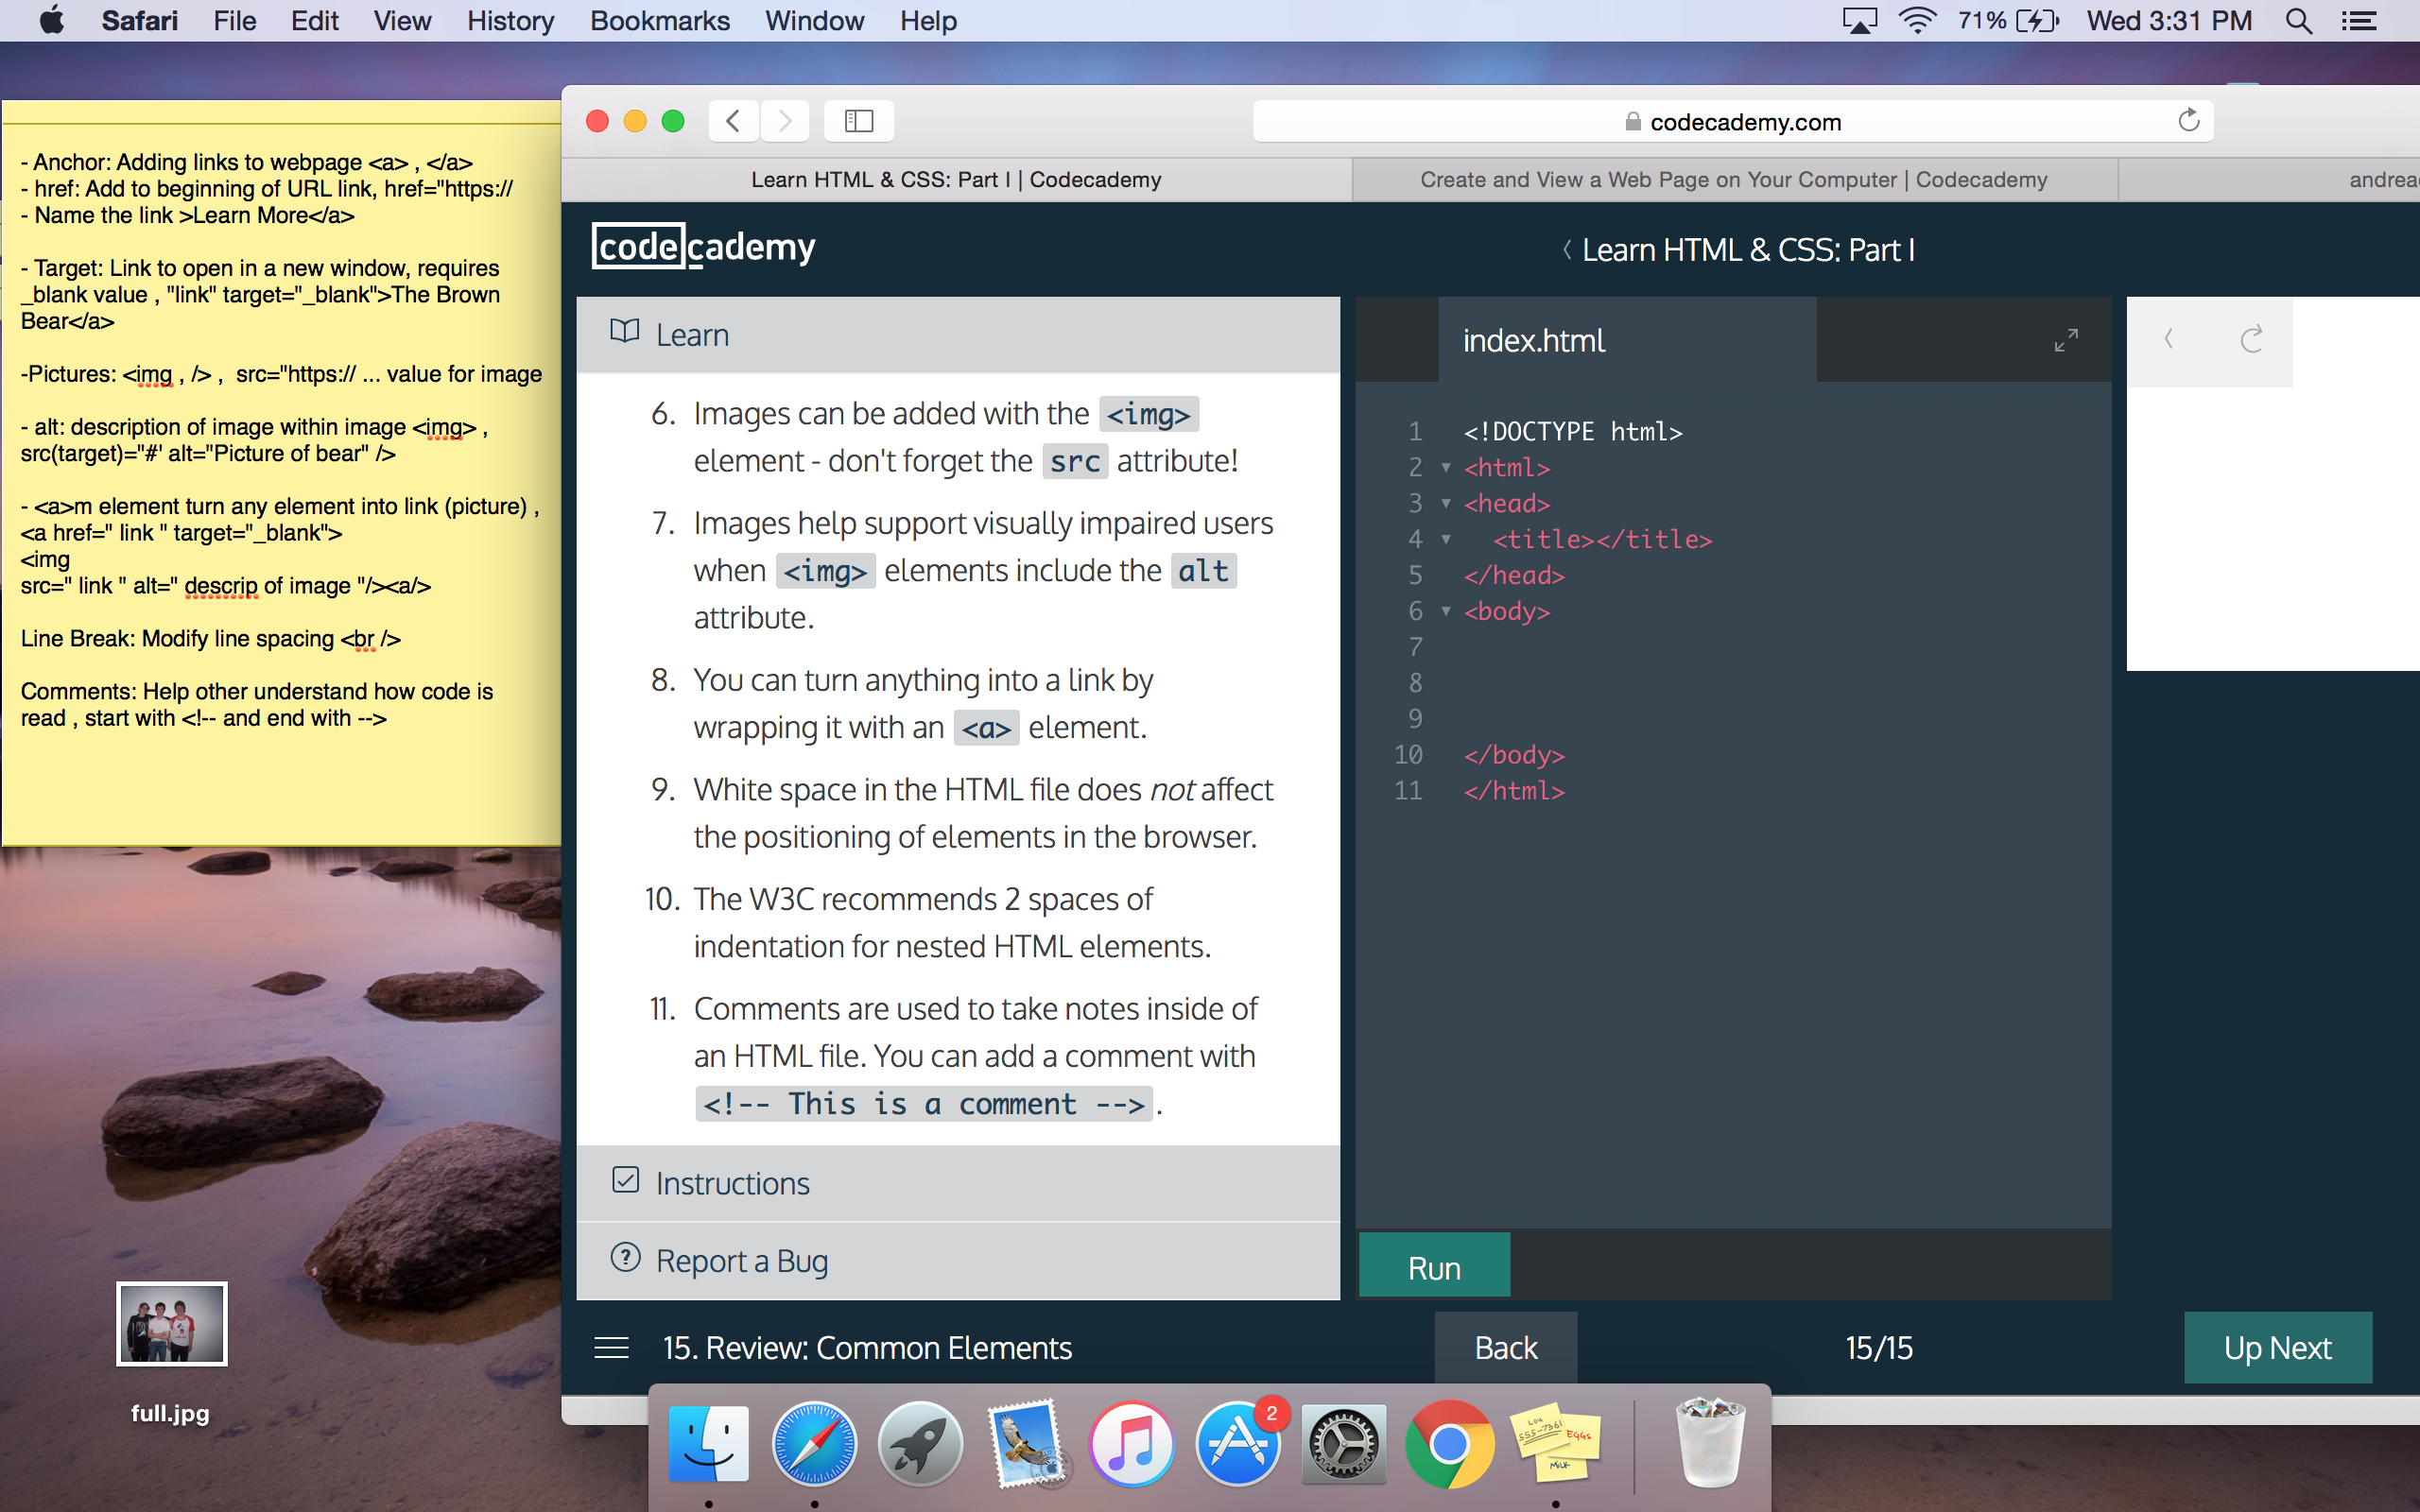 Safari File Edit View History Bookmarks Window Help 71% Wed 3:31 PM
- Anchor: Adding links to webpage <a> , </a>
- href: Add to beginning of URL link, href="https://
- Name the link >Learn More</a>
- Target: Link to open in a new window, requires
_blank value , "link" target="_blank">The Brown
Bear</a>
-Pictures: <img , /> , src="https:// ... value for image
- alt: description of image within image <img> ,
src(target)="#' alt="Picture of bear" />
- <a>m element turn any element into link (picture) ,
<a href=" link " target="_blank">
<img
src=" link " alt=" descrip of image "/><a/>
Line Break: Modify line spacing <br />
Comments: Help other understand how code is
read , start with <!-- and end with -->
codecademy.com
Learn HTML & CSS: Part I | Codecademy
Create and View a Web Page on Your Computer | Codecademy
codecademy
Learn HTML & CSS: Part I
Learn
6. Images can be added with the <img>
element - don't forget the src attribute!
7. Images help support visually impaired users
when <img> elements include the alt
attribute.
8. You can turn anything into a link by
wrapping it with an <a> element.
9. White space in the HTML file does not affect
the positioning of elements in the browser.
10. The W3C recommends 2 spaces of
indentation for nested HTML elements.
11. Comments are used to take notes inside of
an HTML file. You can add a comment with
<!-- This is a comment --> .
Instructions
Report a Bug
index.html
1 <!DOCTYPE html>
2 <html>
3 <head>
4 <title></title>
5 </head>
6 <body>
7
8
9
10 </body>
11 </html>
Run
15. Review: Common Elements
Back
15/15
Up Next
full.jpg
2
LOU
555-7361
EGGS
MILK